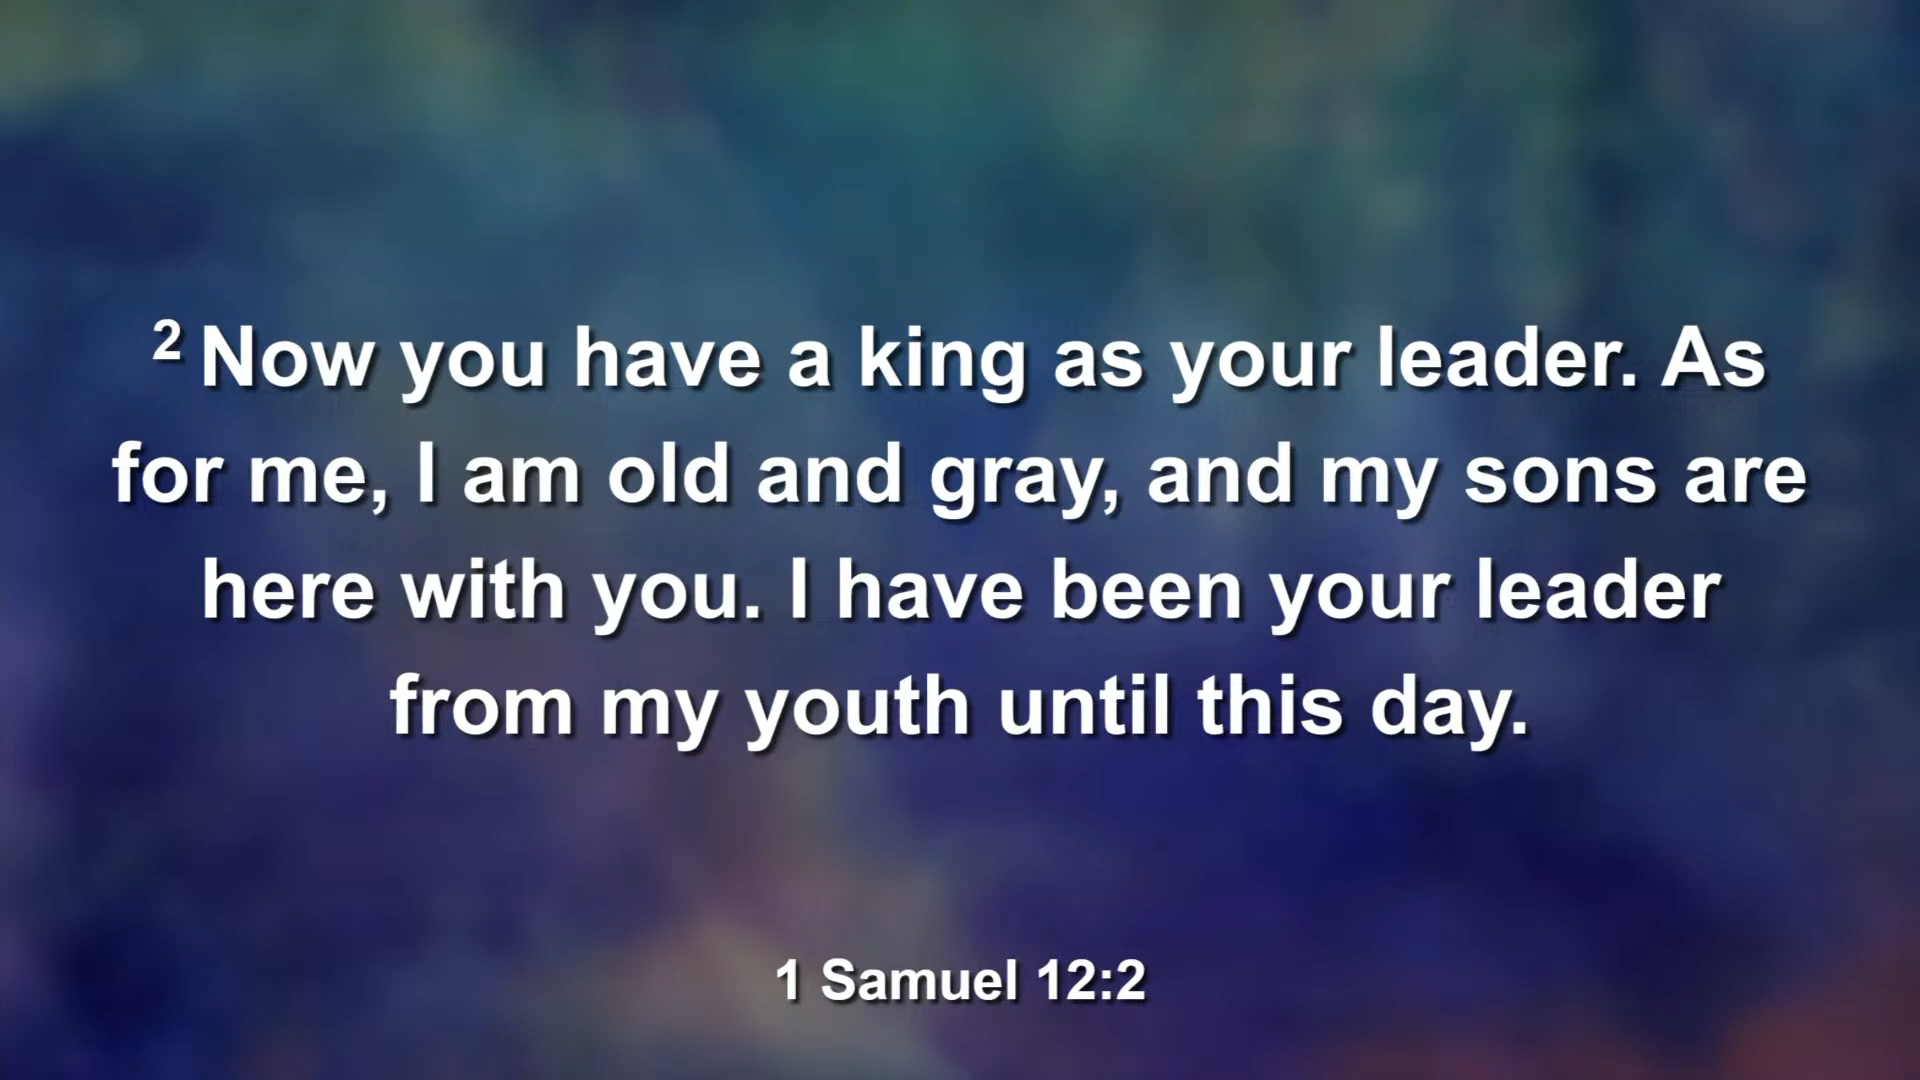 2 Now you have a king as your leader. As
for me, I am old and gray, and my sons are
here with you. I have been your leader
from my youth until this day.
1 Samuel 12:2